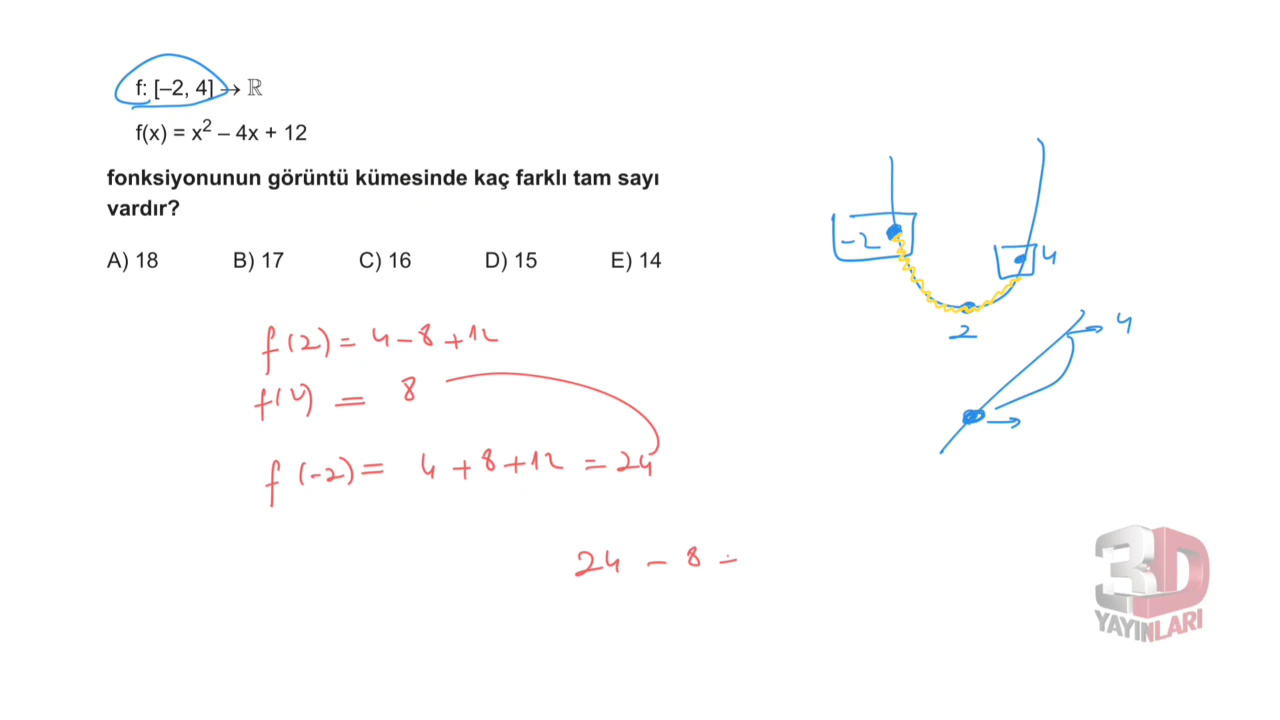 f: [–2, 4] → ℝ
f(x) = x² – 4x + 12
fonksiyonunun görüntü kümesinde kaç farklı tam sayı
vardır?
A) 18 B) 17 C) 16 D) 15 E) 14
f(2) = 4 - 8 + 12
f(2) = 8
f(-2) = 4 + 8 + 12 = 24
24 - 8 =
-2
4
2
4
3D
YAYINLARI